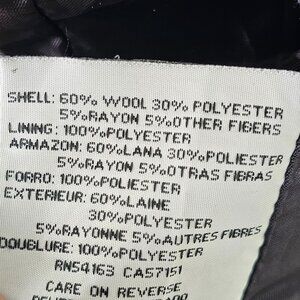 SHELL: 60% WOOL 30% POLYESTER
5%RAYON 5%OTHER FIBERS
LINING: 100%POLYESTER
ARMAZON: 60%LANA 30%POLIESTER
5%RAYON 5%OTRAS FIBRAS
FORRO: 100%POLIESTER
EXTERIEUR: 60%LAINE
30%POLYESTER
5%RAYONNE 5%AUTRES FIBRES
DOUBLURE: 100%POLYESTER
RN54163 CA57151
CARE ON REVERSE